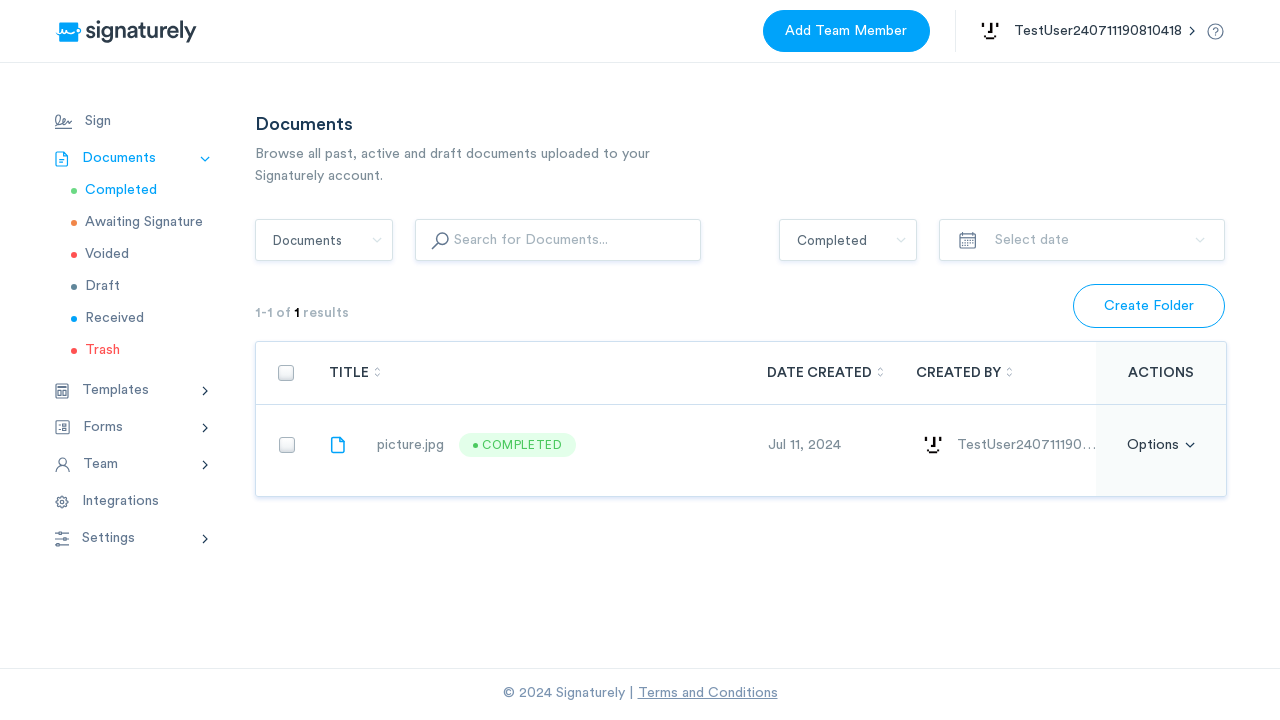 signaturely
Add Team Member
TestUser240711190810418
Sign
Documents
Completed
Awaiting Signature
Voided
Draft
Received
Trash
Templates
Forms
Team
Integrations
Settings
Documents
Browse all past, active and draft documents uploaded to your
Signaturely account.
Documents
Search for Documents...
Completed
Select date
1-1 of 1 results
Create Folder
TITLE DATE CREATED CREATED BY ACTIONS
picture.jpg COMPLETED Jul 11, 2024 TestUser240711190... Options
© 2024 Signaturely | Terms and Conditions